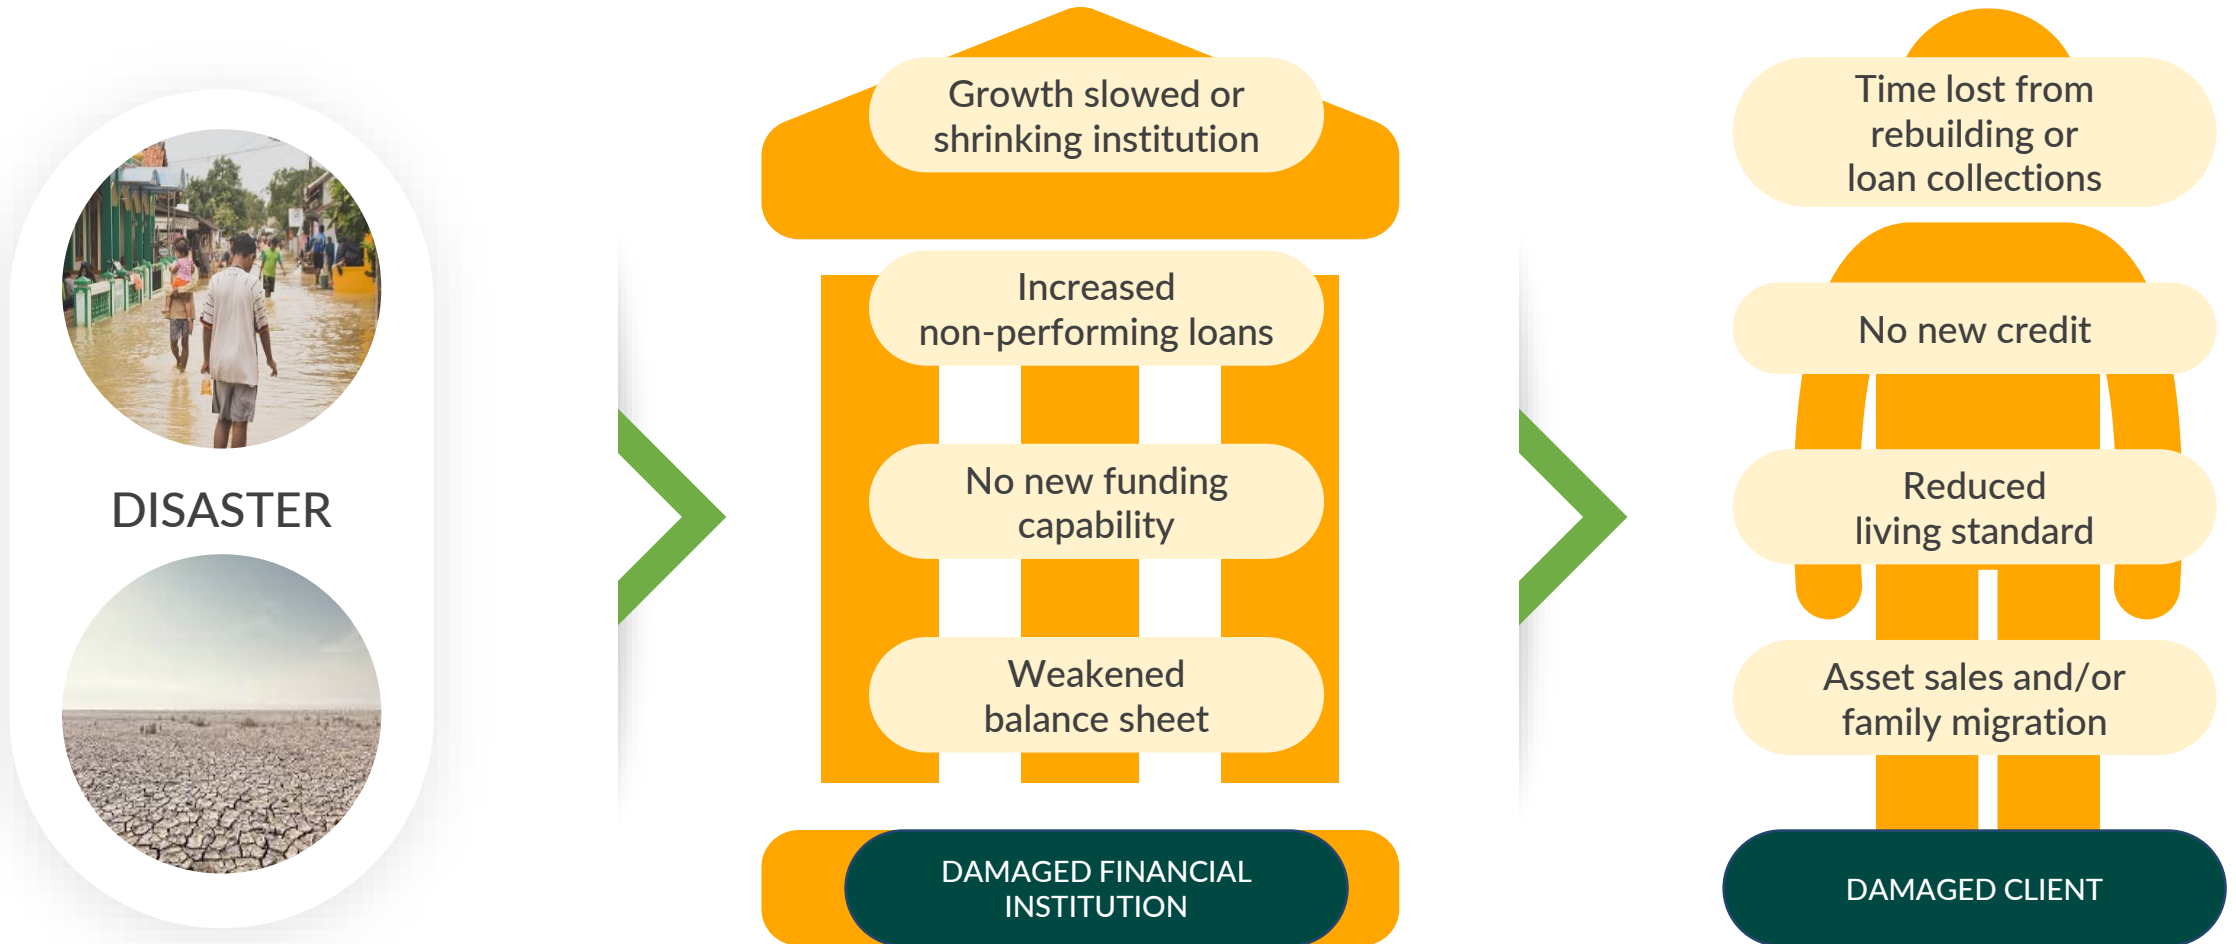 DISASTER
Growth slowed or
shrinking institution
Increased
non-performing loans
No new funding
capability
Weakened
balance sheet
DAMAGED FINANCIAL
INSTITUTION
Time lost from
rebuilding or
loan collections
No new credit
Reduced
living standard
Asset sales and/or
family migration
DAMAGED CLIENT